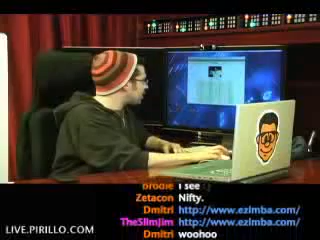 brodie I see
Zetacon Nifty.
Dmitri http://www.ezimba.com/
TheSlimJim http://www.ezimba.com/
LIVE.PIRILLO.COM Dmitri woohoo